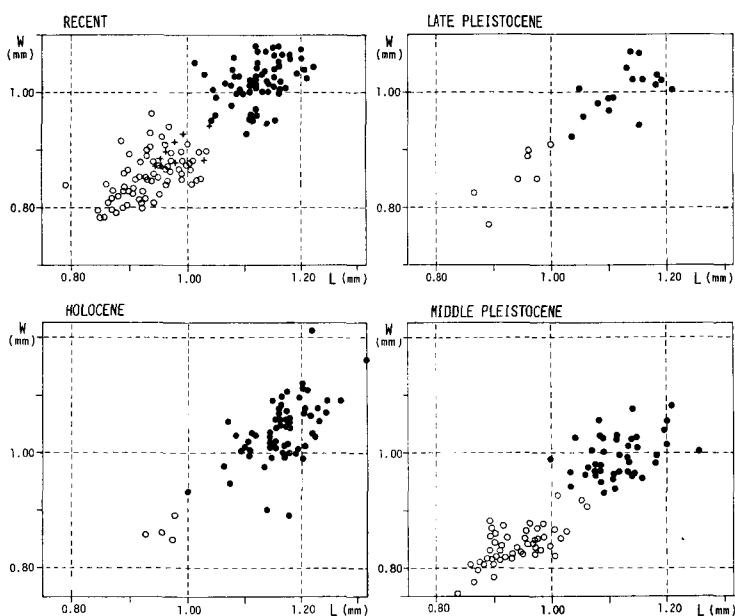 RECENT
W
(mm)
1.00
0.80
0.80
1.00
1.20
L (mm)
LATE PLEISTOCENE
W
(mm)
1.00
0.80
0.80
1.00
1.20
L (mm)
HOLOCENE
W
(mm)
1.00
0.80
0.80
1.00
1.20
L (mm)
MIDDLE PLEISTOCENE
W
(mm)
1.00
0.80
0.80
1.00
1.20
L (mm)